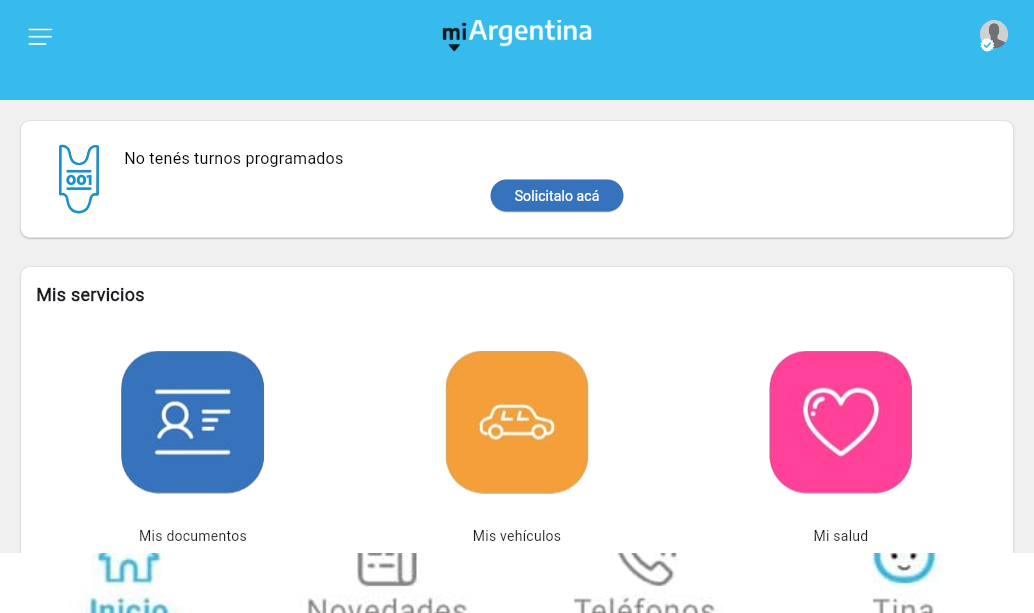 miArgentina
No tenés turnos programados
001
Solicitalo acá
Mis servicios
Mis documentos
Mis vehículos
Mi salud
Inicio
Novedades
Teléfonos
Tina